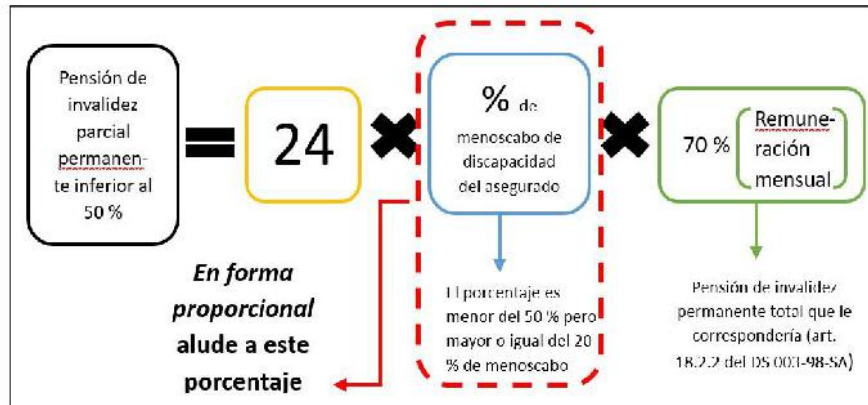 Pensión de
invalidez
parcial
permanen-
te inferior al
50 %
=
24
✖
% de
menoscabo de
discapacidad
del asegurado
✖
70 %
Remune-
ración
mensual
En forma
proporcional
alude a este
porcentaje
El porcentaje es
menor del 50 % pero
mayor o igual del 20
% de menoscabo
Pensión de invalidez
permanente total que le
correspondería (art.
18.2.2 del DS 003-98-SA)